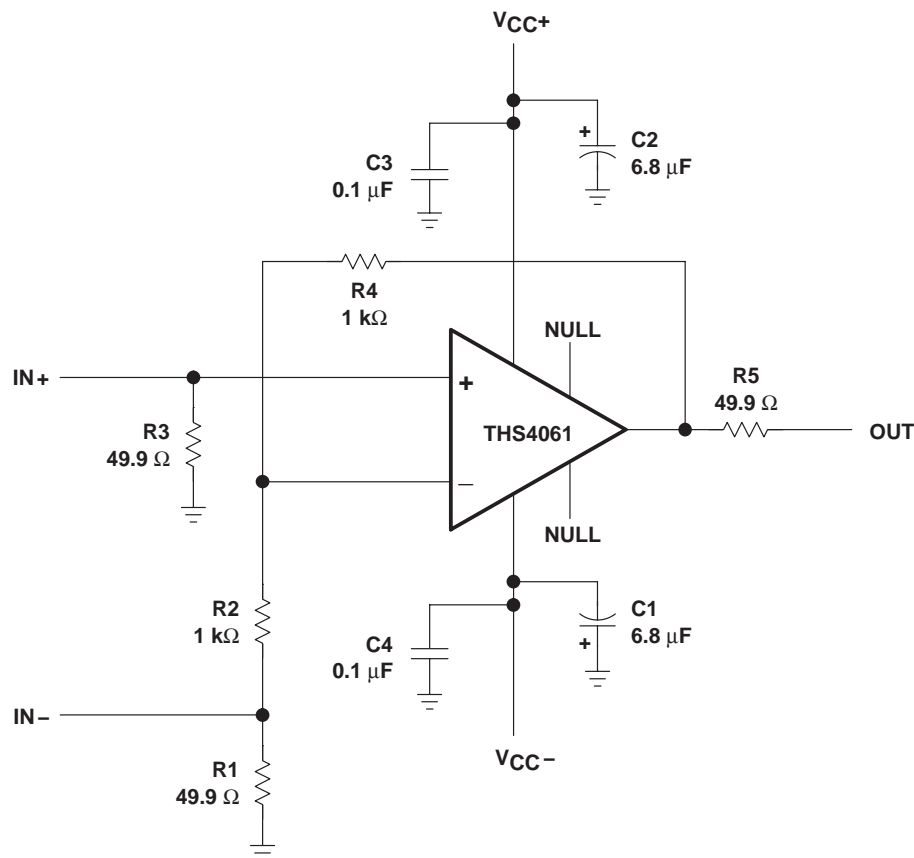 VCC+
C3
0.1 μF
+
C2
6.8 μF
R4
1 kΩ
NULL
IN+
R3
49.9 Ω
+
THS4061
−
R5
49.9 Ω
OUT
NULL
R2
1 kΩ
C4
0.1 μF
C1
6.8 μF
+
IN−
VCC−
R1
49.9 Ω